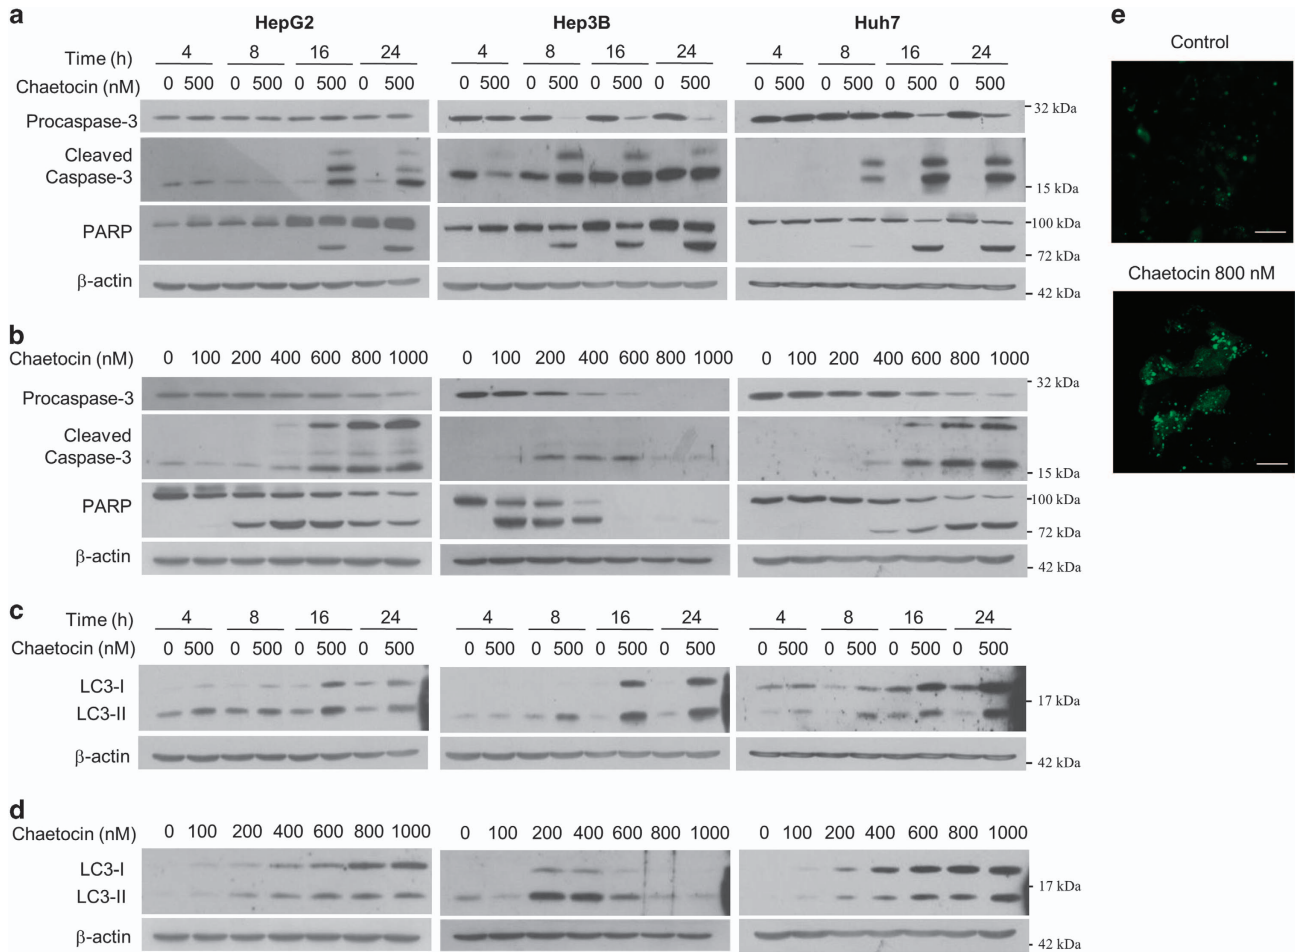 a
HepG2 Hep3B Huh7
Time (h) 4 8 16 24 4 8 16 24 4 8 16 24
Chaetocin (nM) 0 500 0 500 0 500 0 500 0 500 0 500 0 500 0 500 0 500 0 500 0 500 0 500
Procaspase-3 32 kDa
Cleaved
Caspase-3 15 kDa
PARP 100 kDa
72 kDa
β-actin 42 kDa
b
Chaetocin (nM) 0 100 200 400 600 800 1000 0 100 200 400 600 800 1000 0 100 200 400 600 800 1000
Procaspase-3 32 kDa
Cleaved
Caspase-3 15 kDa
PARP 100 kDa
72 kDa
β-actin 42 kDa
c
Time (h) 4 8 16 24 4 8 16 24 4 8 16 24
Chaetocin (nM) 0 500 0 500 0 500 0 500 0 500 0 500 0 500 0 500 0 500 0 500 0 500 0 500
LC3-I
LC3-II 17 kDa
β-actin 42 kDa
d
Chaetocin (nM) 0 100 200 400 600 800 1000 0 100 200 400 600 800 1000 0 100 200 400 600 800 1000
LC3-I
LC3-II 17 kDa
β-actin 42 kDa
e
Control
Chaetocin 800 nM